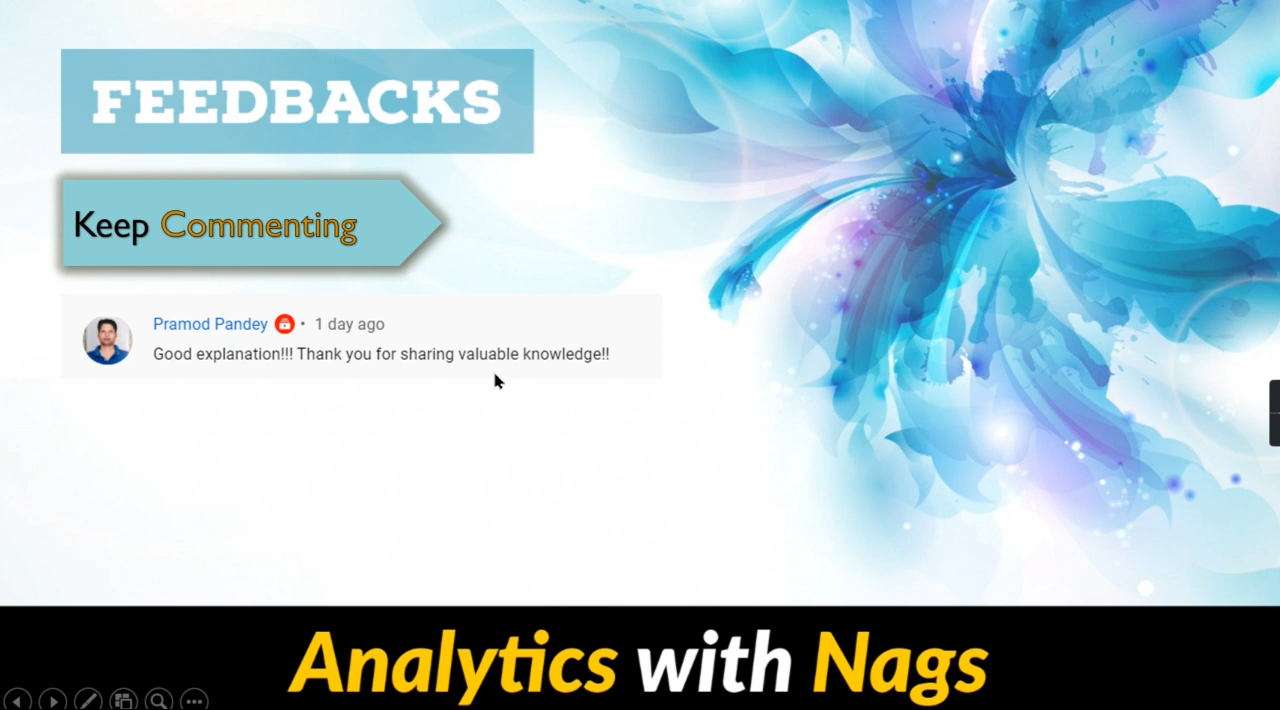 FEEDBACKS
Keep Commenting
Pramod Pandey • 1 day ago
Good explanation!!! Thank you for sharing valuable knowledge!!
Analytics with Nags